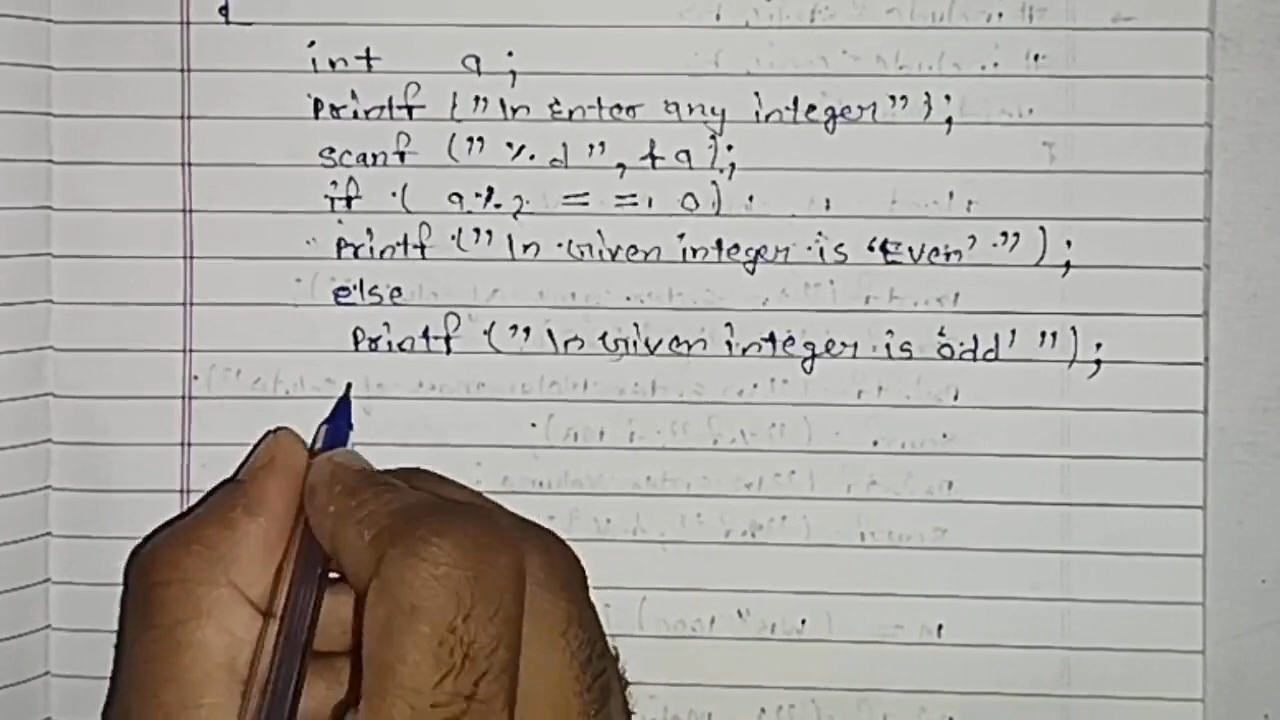 {
int a;
printf ("\n Enter any integer");
scanf ("%d", &a);
if ( a%2 == 0)
printf ("\n Given integer is 'Even' ");
else
printf ("\n Given integer is 'odd' ");